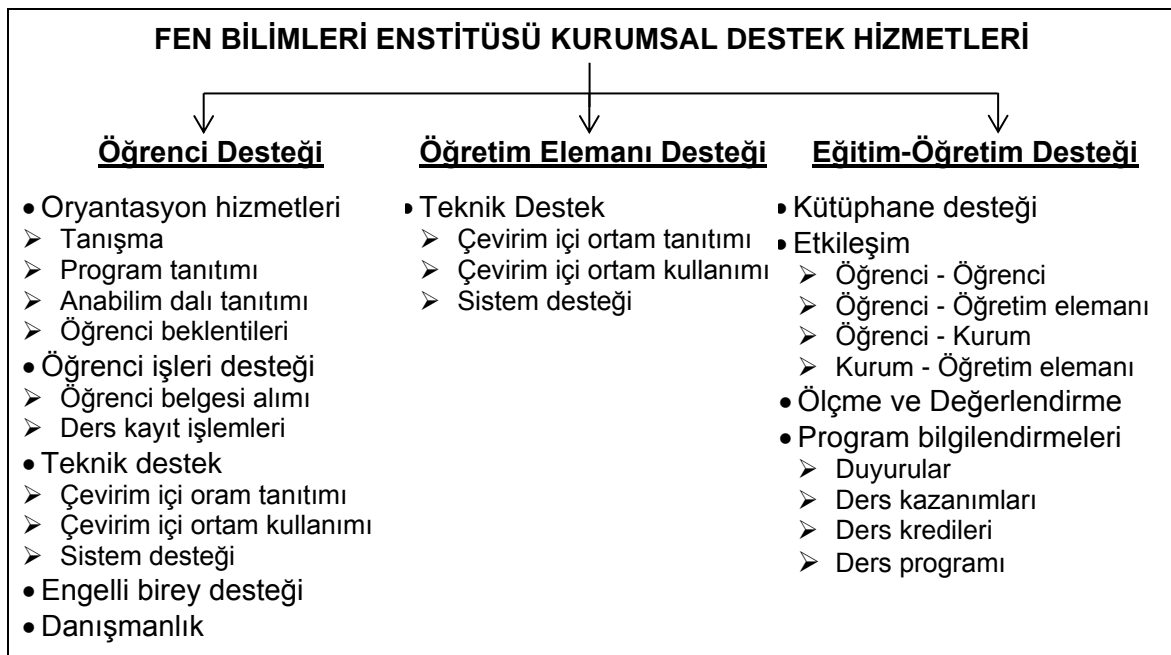 FEN BİLİMLERİ ENSTİTÜSÜ KURUMSAL DESTEK HİZMETLERİ
Öğrenci Desteği
• Oryantasyon hizmetleri
➢ Tanışma
➢ Program tanıtımı
➢ Anabilim dalı tanıtımı
➢ Öğrenci beklentileri
• Öğrenci işleri desteği
➢ Öğrenci belgesi alımı
➢ Ders kayıt işlemleri
• Teknik destek
➢ Çevirim içi oram tanıtımı
➢ Çevirim içi ortam kullanımı
➢ Sistem desteği
• Engelli birey desteği
• Danışmanlık
Öğretim Elemanı Desteği
• Teknik Destek
➢ Çevirim içi ortam tanıtımı
➢ Çevirim içi ortam kullanımı
➢ Sistem desteği
Eğitim-Öğretim Desteği
• Kütüphane desteği
• Etkileşim
➢ Öğrenci - Öğrenci
➢ Öğrenci - Öğretim elemanı
➢ Öğrenci - Kurum
➢ Kurum - Öğretim elemanı
• Ölçme ve Değerlendirme
• Program bilgilendirmeleri
➢ Duyurular
➢ Ders kazanımları
➢ Ders kredileri
➢ Ders programı